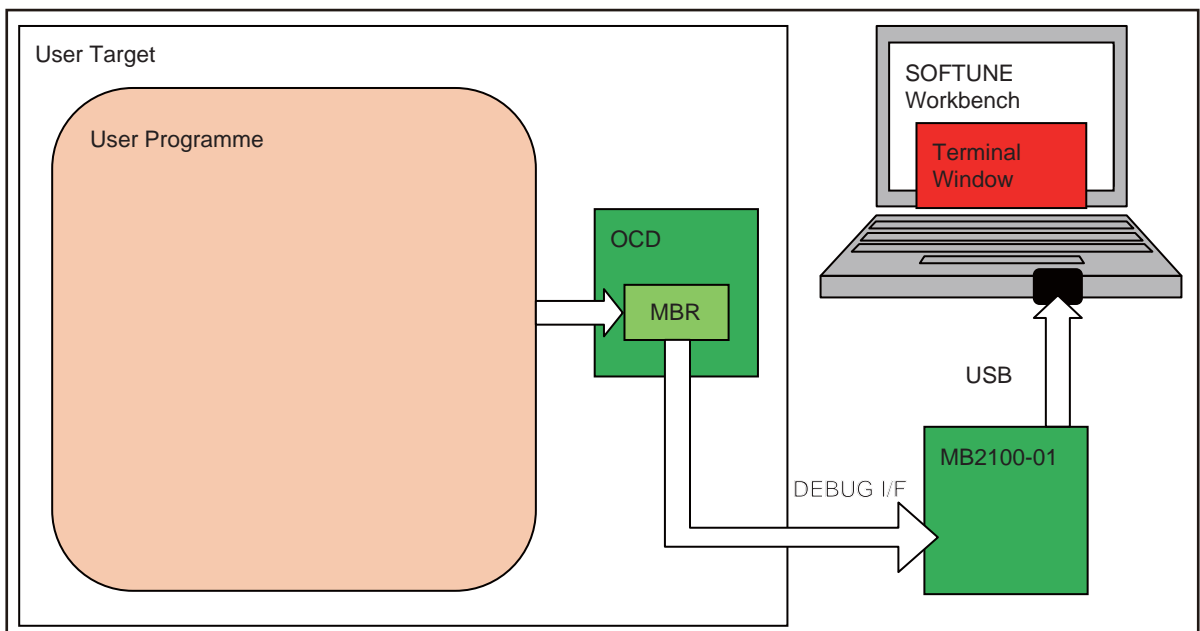 User Target
User Programme
OCD
MBR
SOFTUNE
Workbench
Terminal
Window
USB
MB2100-01
DEBUG I/F